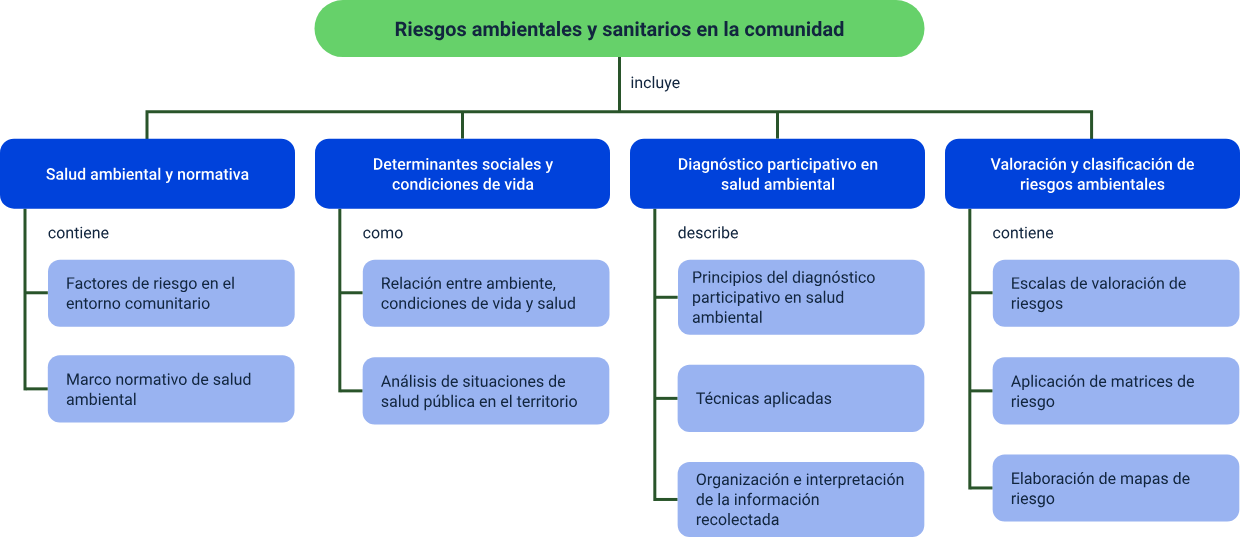 Riesgos ambientales y sanitarios en la comunidad
incluye
Salud ambiental y normativa
contiene
Factores de riesgo en el
entorno comunitario
Marco normativo de salud
ambiental
Determinantes sociales y
condiciones de vida
como
Relación entre ambiente,
condiciones de vida y salud
Análisis de situaciones de
salud pública en el territorio
Diagnóstico participativo en
salud ambiental
describe
Principios del diagnóstico
participativo en salud
ambiental
Técnicas aplicadas
Organización e interpretación
de la información
recolectada
Valoración y clasificación de
riesgos ambientales
contiene
Escalas de valoración de
riesgos
Aplicación de matrices de
riesgo
Elaboración de mapas de
riesgo